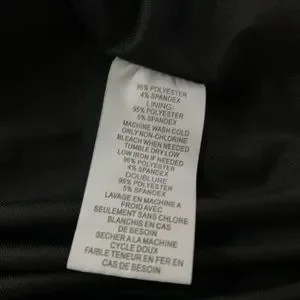 96% POLYESTER
4% SPANDEX
LINING:
95% POLYESTER
5% SPANDEX
MACHINE WASH COLD
ONLY NON-CHLORINE
BLEACH WHEN NEEDED
TUMBLE DRY LOW
LOW IRON IF NEEDED
96% POLYESTER
4% SPANDEX
DOUBLURE
95% POLYESTER
5% SPANDEX
LAVAGE EN MACHINE A
FROID AVEC
SEULEMENT SANS CHLORE
BLANCHIS EN CAS
DE BESOIN
SECHER A LA MACHINE
CYCLE DOUX
FAIBLE TENEUR EN FER EN
CAS DE BESOIN